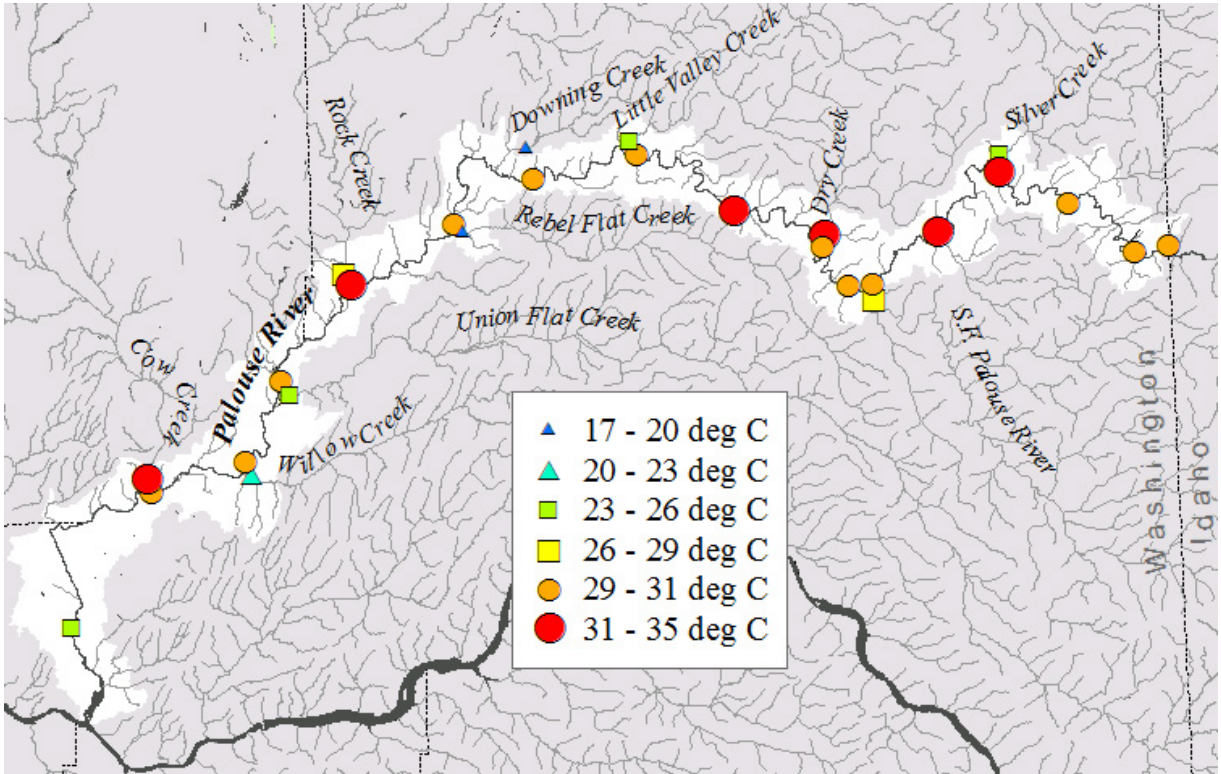 Downing Creek
Little Valley Creek
Silver Creek
Rock Creek
Dry Creek
Rebel Flat Creek
Palouse River
Union Flat Creek
S.F. Palouse River
Cow Creek
Willow Creek
Washington
Idaho
17 - 20 deg C
20 - 23 deg C
23 - 26 deg C
26 - 29 deg C
29 - 31 deg C
31 - 35 deg C